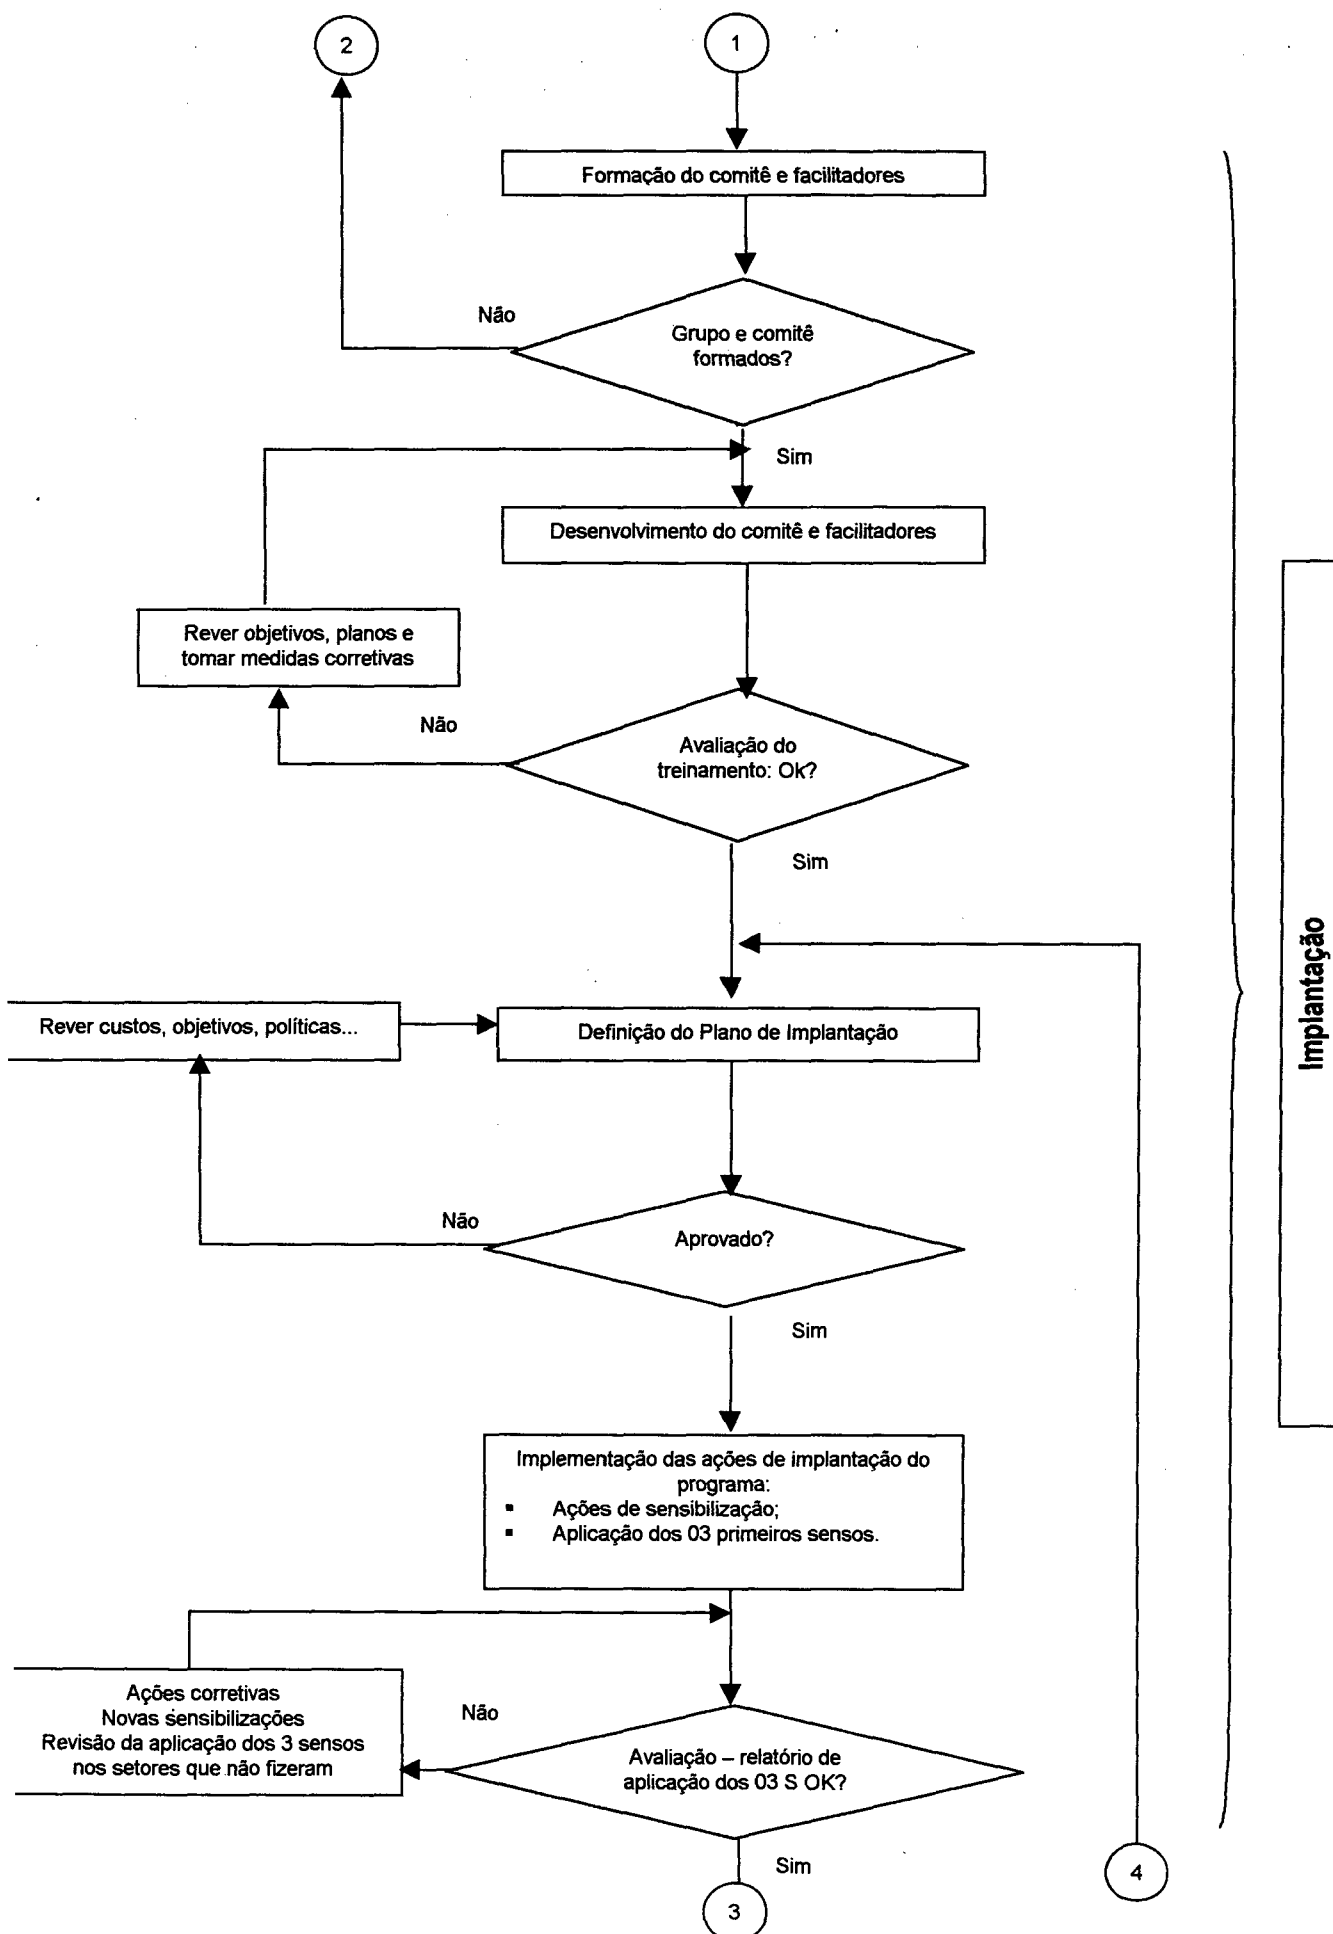 2
1
Formação do comitê e facilitadores
Não
Grupo e comitê
formados?
Sim
Desenvolvimento do comitê e facilitadores
Rever objetivos, planos e
tomar medidas corretivas
Não
Avaliação do
treinamento: Ok?
Sim
Rever custos, objetivos, políticas...
Definição do Plano de Implantação
Implantação
Não
Aprovado?
Sim
Implementação das ações de implantação do
programa:
▪ Ações de sensibilização;
▪ Aplicação dos 03 primeiros sensos.
Ações corretivas
Novas sensibilizações
Revisão da aplicação dos 3 sensos
nos setores que não fizeram
Não
Avaliação – relatório de
aplicação dos 03 S OK?
Sim
4
3